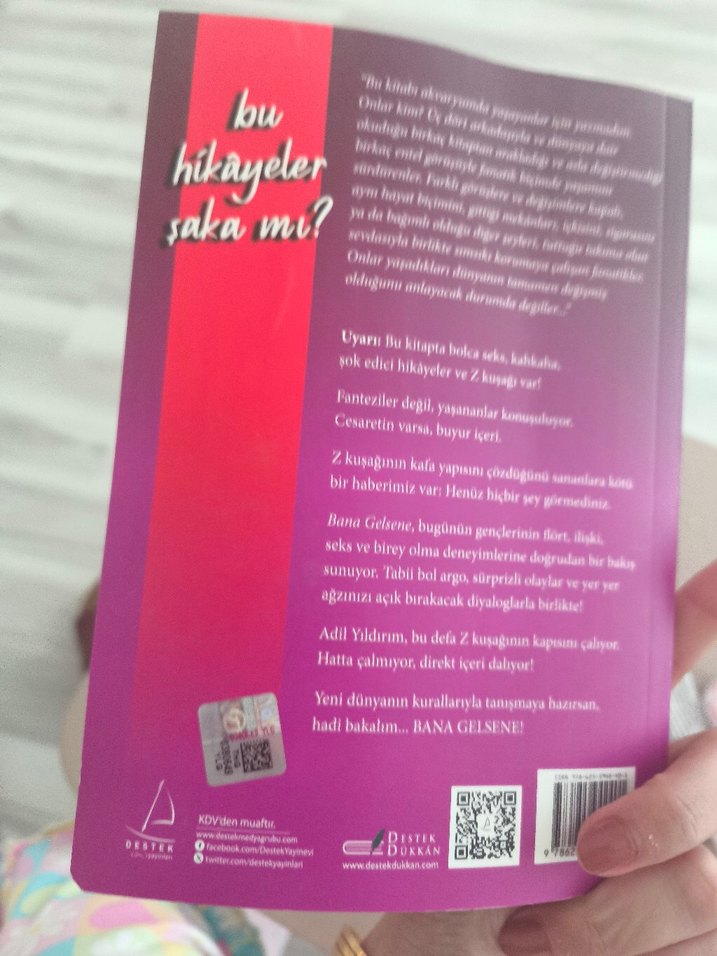 bu
hikâyeler
şaka mı?
"Bu kitabı akvaryumda yaşayanlar için yazmadım.
Onlar kim? Üç dört arkadaşıyla ve dünyaya dair
okuduğu birkaç kitaptan arakladığı ve asla değiştirmediği
birkaç entel görüşüyle fanatik biçimde yaşamını
sürdürenler. Farklı görüşlere ve değişimlere kapalı,
aynı hayat biçimini, gittiği mekânları, içkisini, sigarasını
ya da bağımlı olduğu diğer şeyleri, tuttuğu takıma olan
sevdasıyla birlikte korumaya çalışan fanatikler.
Onlar yaşadıkları dünyanın tamamen değişmiş
olduğunu anlayacak durumda değiller..."
Uyarı: Bu kitapta bolca seks, kahkaha,
şok edici hikâyeler ve Z kuşağı var!
Fanteziler değil, yaşananlar konuşuluyor.
Cesaretin varsa, buyur içeri.
Z kuşağının kafa yapısını çözdüğünü sananlara kötü
bir haberimiz var: Henüz hiçbir şey görmediniz.
Bana Gelsene, bugünün gençlerinin flört, ilişki,
seks ve birey olma deneyimlerine doğrudan bir bakış
sunuyor. Tabii bol argo, sürprizli olaylar ve yer yer
ağzınızı açık bırakacak diyaloglarla birlikte!
Adil Yıldırım, bu defa Z kuşağının kapısını çalıyor.
Hatta çalmıyor, direkt içeri dalıyor!
Yeni dünyanın kurallarıyla tanışmaya hazırsan,
hadi bakalım... BANA GELSENE!
DESTEK
yayınları
KDV'den muaftır.
www.destekmedyagrubu.com
facebook.com/DestekYayinevi
twitter.com/destekyayinlari
DESTEK
DÜKKÂN
www.destekdukkan.com
9 7862